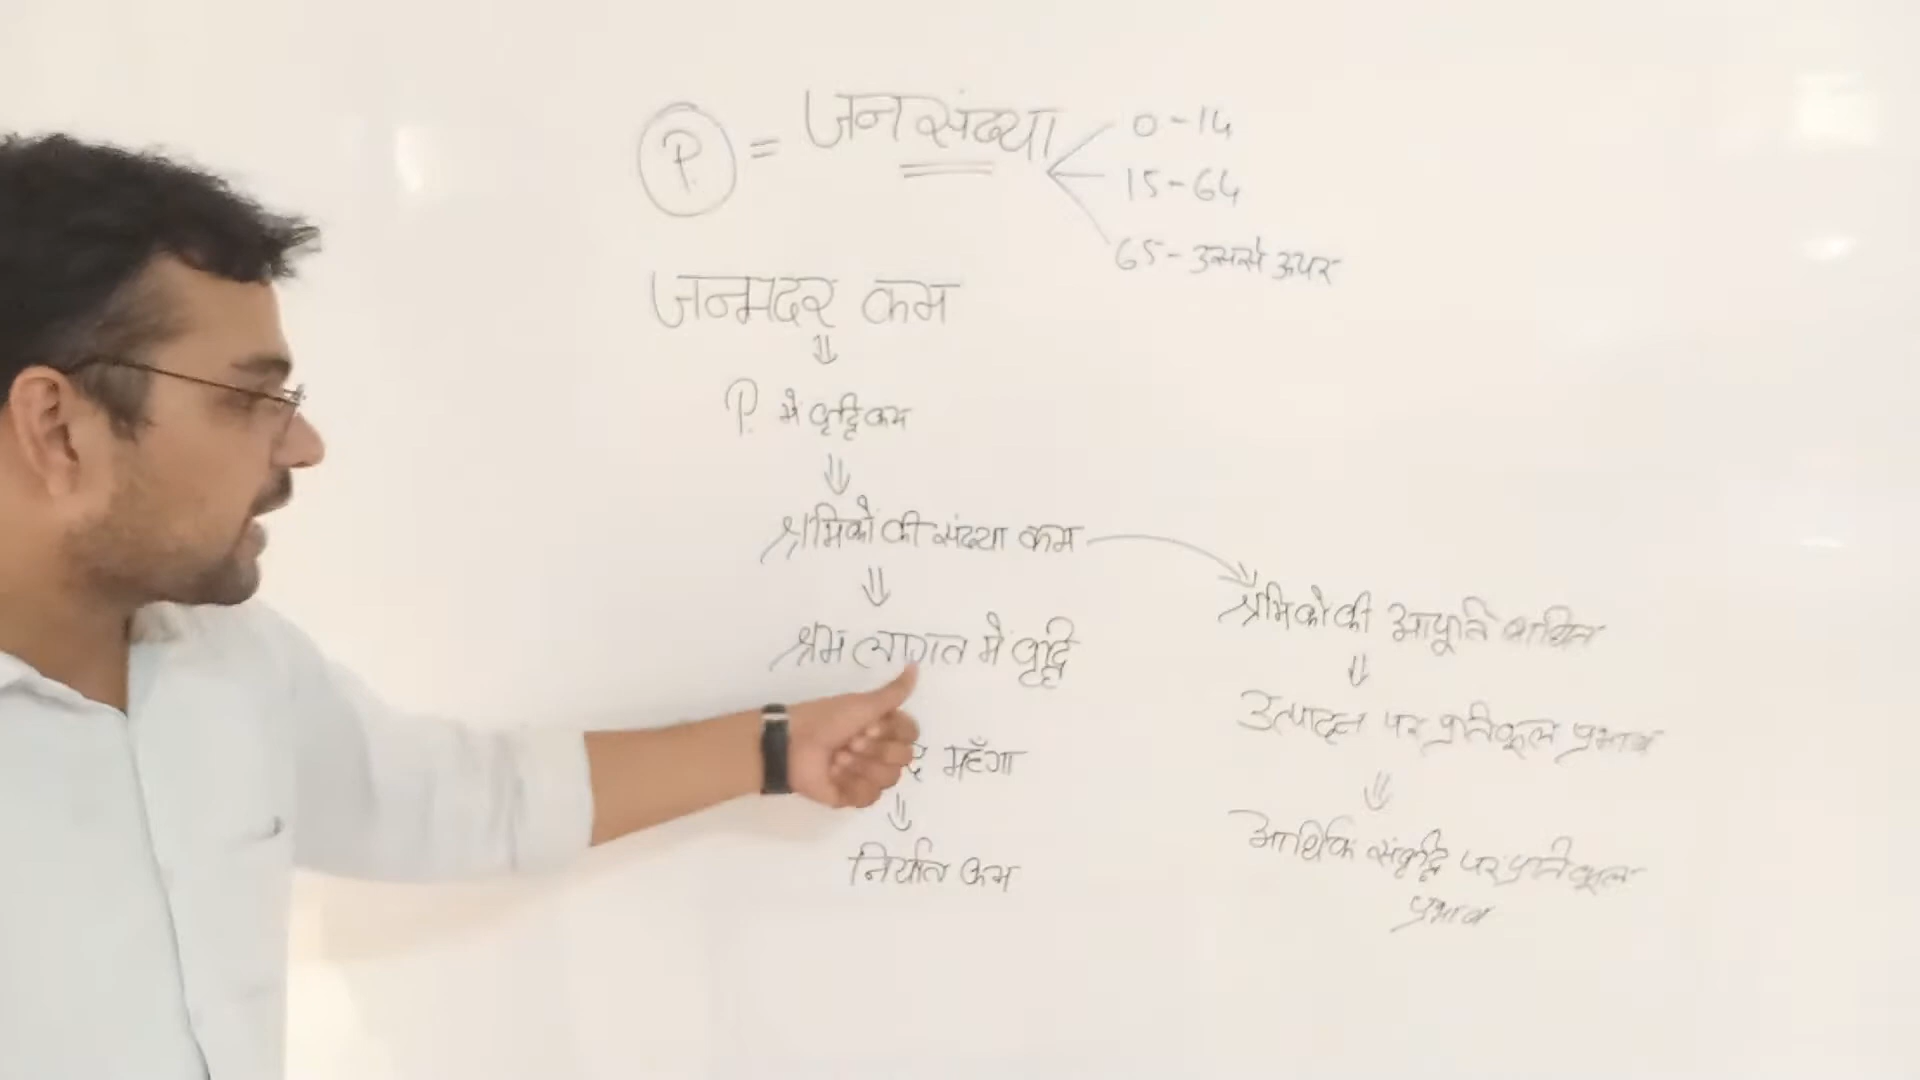 P. = जनसंख्या
0-14
15-64
65-उससे ऊपर
जन्मदर कम
P. मे वृद्धि कम
श्रमिको की संख्या कम
श्रम लागत मे वृद्धि
महँगा
निर्यात कम
श्रमिको की आपूर्ति बाधित
उत्पादन पर प्रतिकूल प्रभाव
आर्थिक संवृद्धि पर प्रतिकूल
प्रभाव